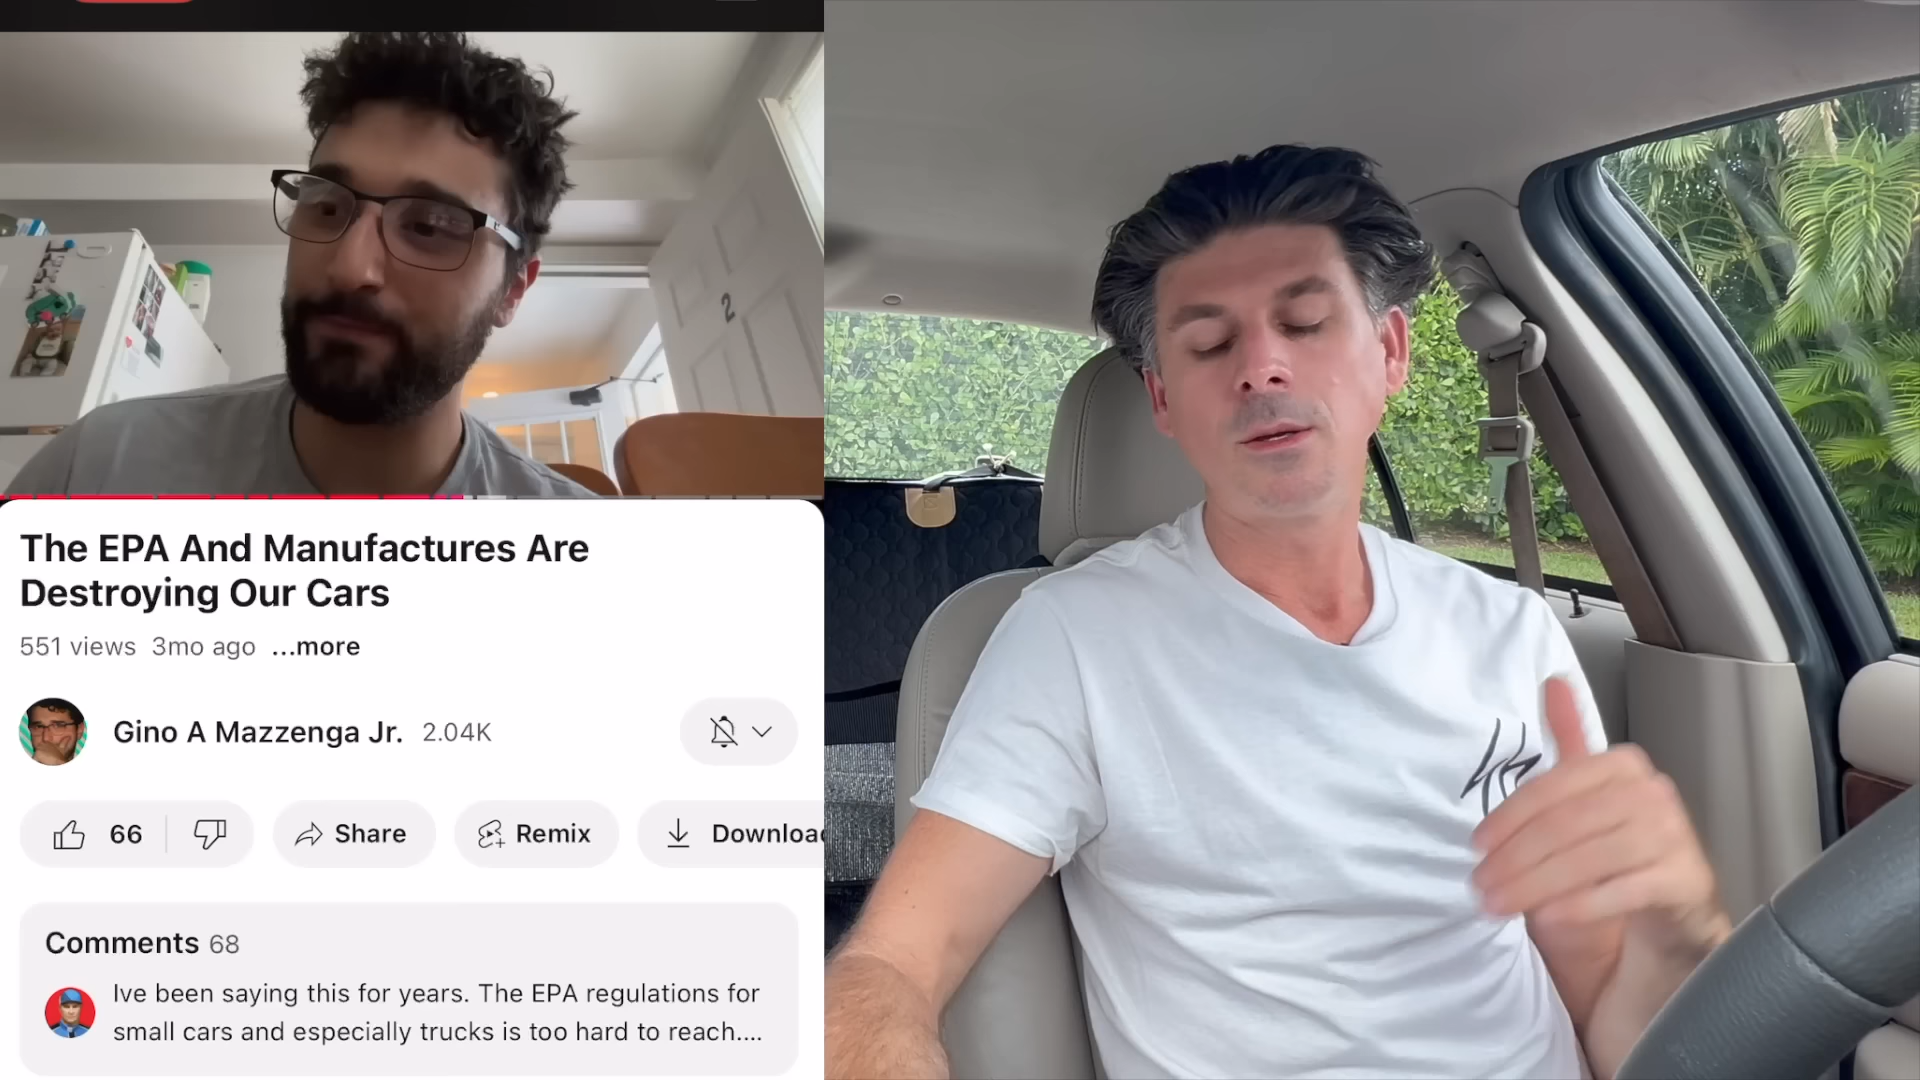 2
The EPA And Manufactures Are
Destroying Our Cars
551 views 3mo ago ...more
Gino A Mazzenga Jr. 2.04K
66
Share
Remix
Downloa
Comments 68
Ive been saying this for years. The EPA regulations for
small cars and especially trucks is too hard to reach....